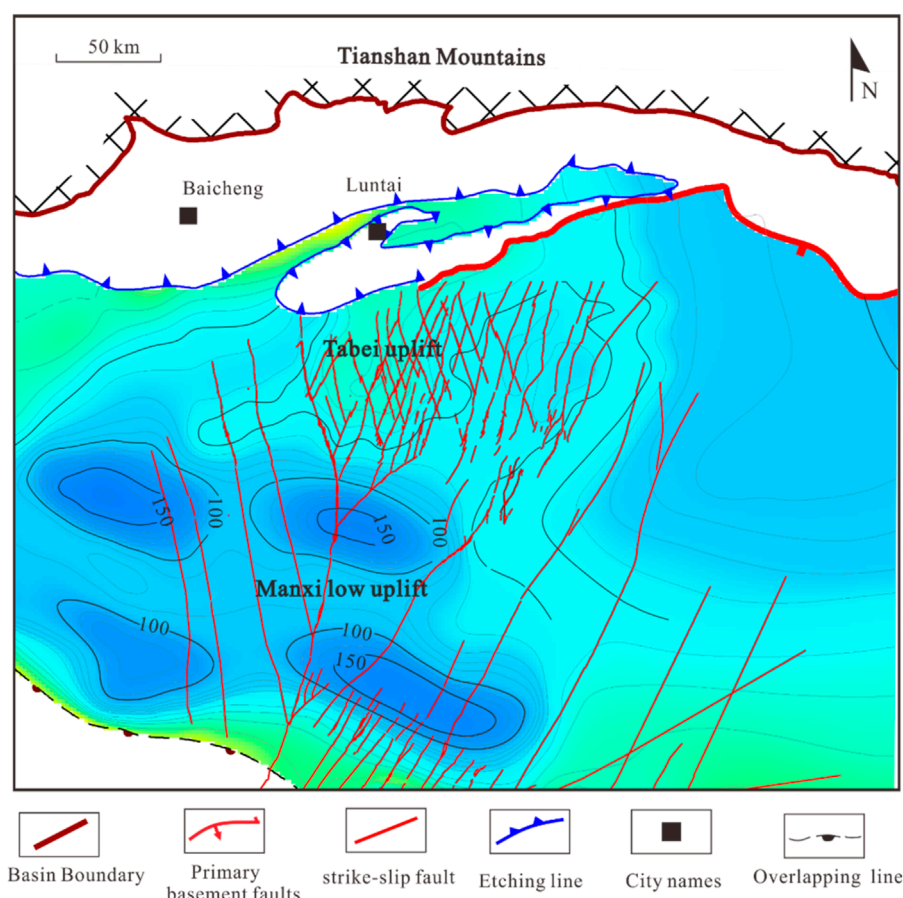 50 km
Tianshan Mountains
N
Baicheng
Luntai
Tabei uplift
150
100
150
100
Manxi low uplift
100
100
150
Basin Boundary
Primary
basement faults
strike-slip fault
Etching line
City names
Overlapping line